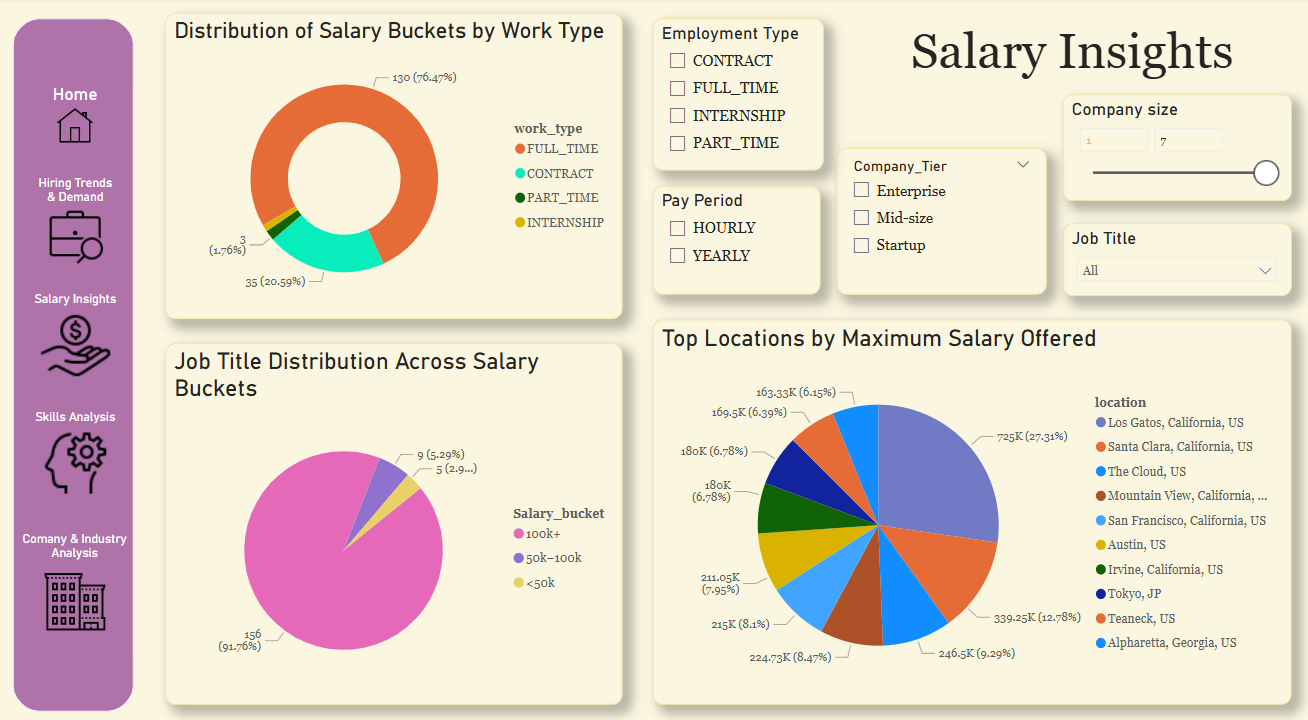 Home
Hiring Trends
& Demand
Salary Insights
Skills Analysis
Comany & Industry
Analysis
Distribution of Salary Buckets by Work Type
130 (76.47%)
3
(1.76%)
35 (20.59%)
work_type
FULL_TIME
CONTRACT
PART_TIME
INTERNSHIP
Job Title Distribution Across Salary
Buckets
9 (5.29%)
5 (2.9...)
156
(91.76%)
Salary_bucket
100k+
50k–100k
<50k
Employment Type
CONTRACT
FULL_TIME
INTERNSHIP
PART_TIME
Pay Period
HOURLY
YEARLY
Salary Insights
Company_Tier
Enterprise
Mid-size
Startup
Company size
1
7
Job Title
All
Top Locations by Maximum Salary Offered
163.33K (6.15%)
169.5K (6.39%)
180K (6.78%)
180K
(6.78%)
211.05K
(7.95%)
215K (8.1%)
224.73K (8.47%)
246.5K (9.29%)
339.25K (12.78%)
725K (27.31%)
location
Los Gatos, California, US
Santa Clara, California, US
The Cloud, US
Mountain View, California, ...
San Francisco, California, US
Austin, US
Irvine, California, US
Tokyo, JP
Teaneck, US
Alpharetta, Georgia, US